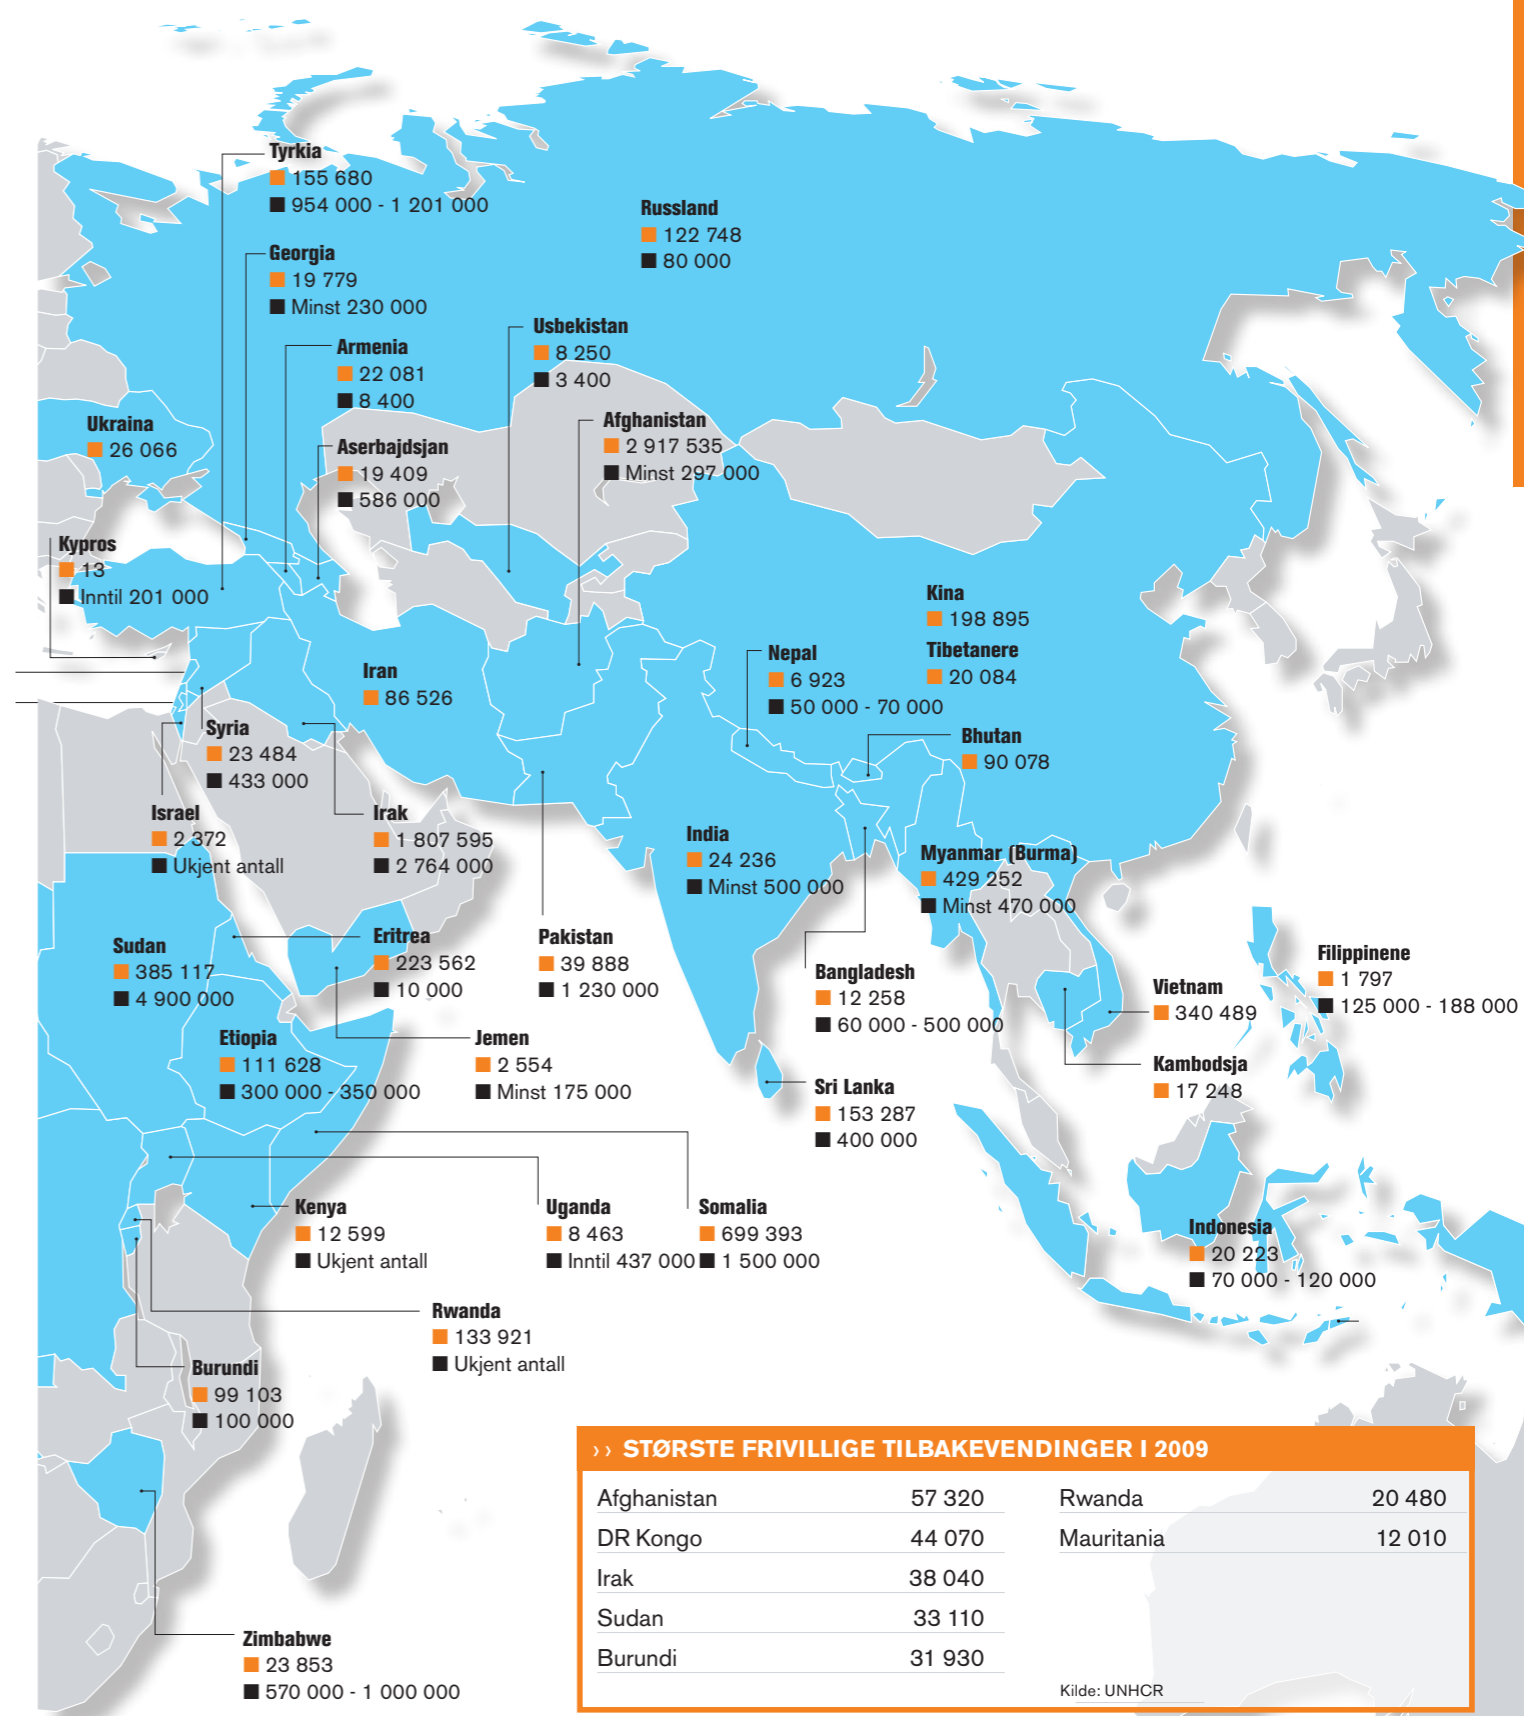 Tyrkia
155 680
954 000 - 1 201 000
Russland
122 748
80 000
Georgia
19 779
Minst 230 000
Usbekistan
8 250
3 400
Armenia
22 081
8 400
Ukraina
26 066
Afghanistan
2 917 535
Minst 297 000
Aserbajdsjan
19 409
586 000
Kypros
13
Inntil 201 000
Kina
198 895
Tibetanere
20 084
Nepal
6 923
50 000 - 70 000
Iran
86 526
Syria
23 484
433 000
Bhutan
90 078
Israel
2 372
Ukjent antall
Irak
1 807 595
2 764 000
India
24 236
Minst 500 000
Myanmar (Burma)
429 252
Minst 470 000
Sudan
385 117
4 900 000
Eritrea
223 562
10 000
Pakistan
39 888
1 230 000
Bangladesh
12 258
60 000 - 500 000
Vietnam
340 489
Filippinene
1 797
125 000 - 188 000
Etiopia
111 628
300 000 - 350 000
Jemen
2 554
Minst 175 000
Kambodsja
17 248
Sri Lanka
153 287
400 000
Kenya
12 599
Ukjent antall
Uganda
8 463
Inntil 437 000
Somalia
699 393
1 500 000
Indonesia
20 223
70 000 - 120 000
Rwanda
133 921
Ukjent antall
Burundi
99 103
100 000
Zimbabwe
23 853
570 000 - 1 000 000
›› STØRSTE FRIVILLIGE TILBAKEVENDINGER I 2009
Afghanistan 57 320
DR Kongo 44 070
Irak 38 040
Sudan 33 110
Burundi 31 930
Rwanda 20 480
Mauritania 12 010
Kilde: UNHCR